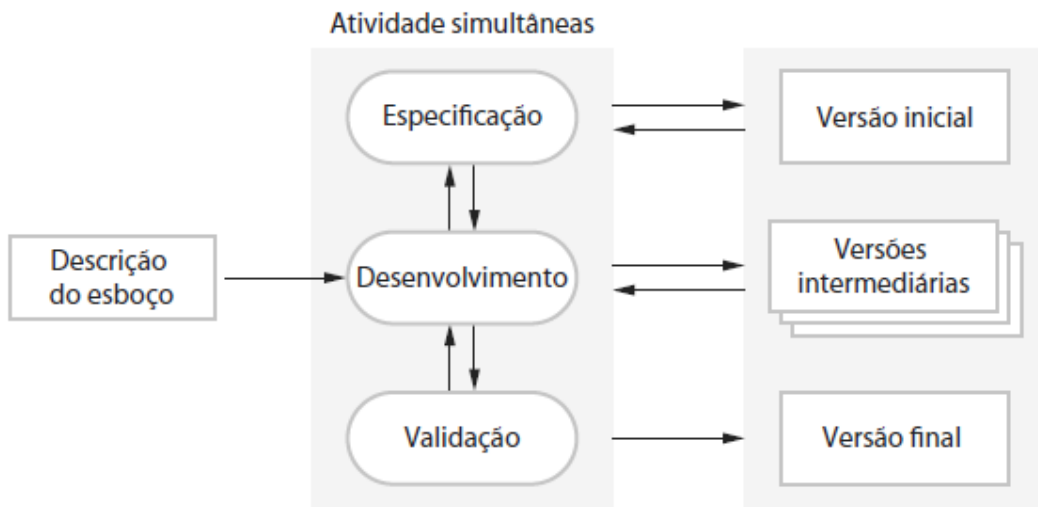 Atividade simultâneas
Especificação
Versão inicial
Descrição
do esboço
Desenvolvimento
Versões
intermediárias
Validação
Versão final